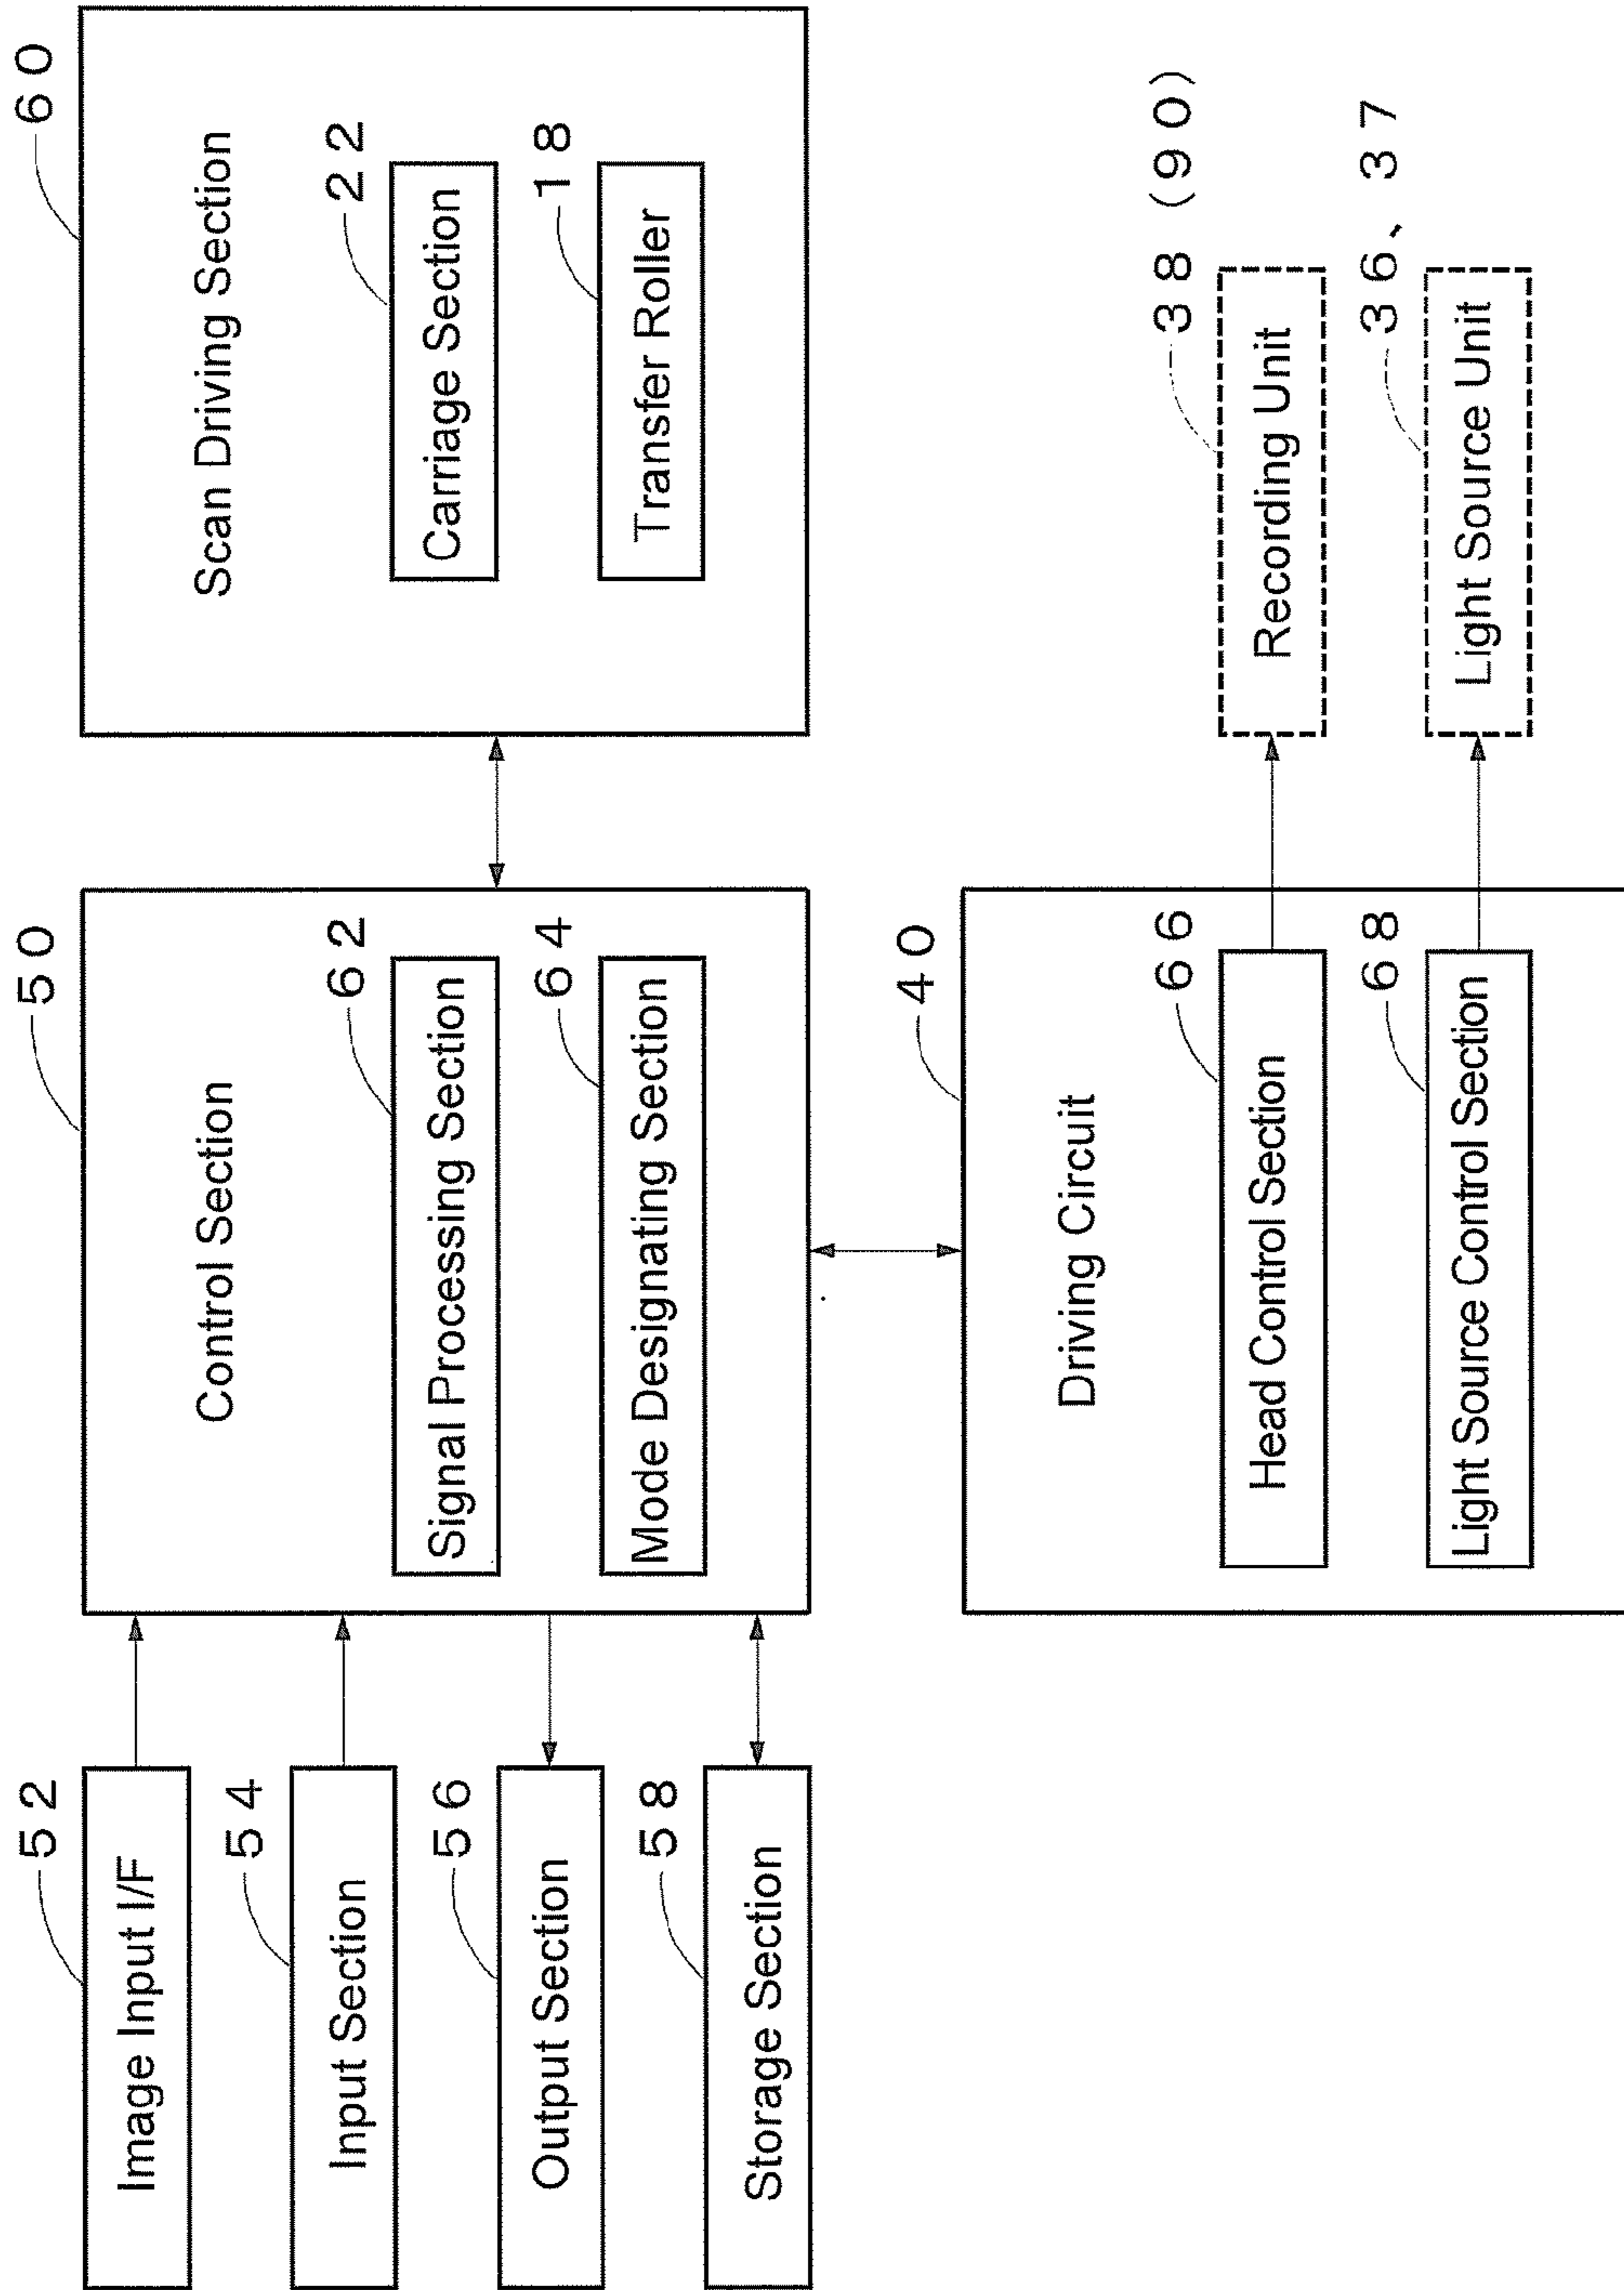 52
Image Input I/F
54
Input Section
56
Output Section
58
Storage Section
50
Control Section
62
Signal Processing Section
64
Mode Designating Section
60
Scan Driving Section
22
Carriage Section
18
Transfer Roller
40
Driving Circuit
66
Head Control Section
68
Light Source Control Section
38 (90)
Recording Unit
36、37
Light Source Unit